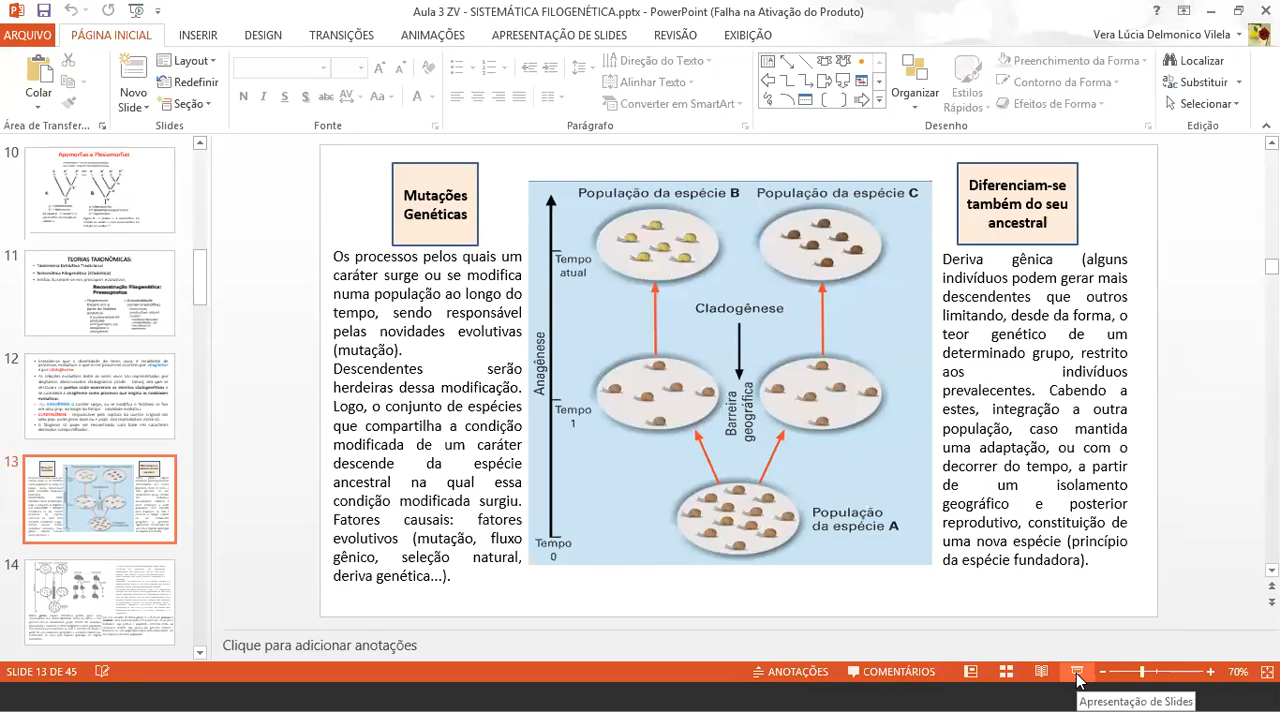 Aula 3 ZV - SISTEMÁTICA FILOGENÉTICA.pptx - PowerPoint (Falha na Ativação do Produto)
ARQUIVO PÁGINA INICIAL INSERIR DESIGN TRANSIÇÕES ANIMAÇÕES APRESENTAÇÃO DE SLIDES REVISÃO EXIBIÇÃO Vera Lúcia Delmonico Vilela
Colar
Área de Transfer...
Novo
Slide
Layout
Redefinir
Seção
Slides
N I S S abc AV Aa A
Fonte
Direção do Texto
Alinhar Texto
Converter em SmartArt
Parágrafo
Organizar
Estilos
Rápidos
Preenchimento da Forma
Contorno da Forma
Efeitos de Forma
Desenho
Localizar
Substituir
Selecionar
Edição
10
Apomorfias e Plesiomorfias
11
TEORIAS TAXONÔMICAS:
Reconstrução Filogenética:
Pressupostos
12
13
14
Mutações
Genéticas
Os processos pelos quais um
caráter surge ou se modifica
numa população ao longo do
tempo, sendo responsável
pelas novidades evolutivas
(mutação).
Descendentes serão
herdeiras dessa modificação.
Logo, o conjunto de espécies
que compartilha a condição
modificada de um caráter
descende da espécie
ancestral na qual essa
condição modificada surgiu.
Fatores causais: Fatores
evolutivos (mutação, fluxo
gênico, seleção natural,
deriva genética...).
População da espécie B
População da espécie C
Tempo
atual
Cladogênese
Anagênese
Barreira
geográfica
Tempo
1
População
da espécie A
Tempo
0
Diferenciam-se
também do seu
ancestral
Deriva gênica (alguns
indivíduos podem gerar mais
descendentes que outros
limitando, desde da forma, o
teor genético de um
determinado grupo, restrito
aos indivíduos
prevalecentes. Cabendo a
eses, integração a outra
população, caso mantida
uma adaptação, ou com o
decorrer do tempo, a partir
de um isolamento
geográfico e posterior
reprodutivo, constituição de
uma nova espécie (princípio
da espécie fundadora).
Clique para adicionar anotações
SLIDE 13 DE 45 ANOTAÇÕES COMENTÁRIOS 70%
Apresentação de Slides